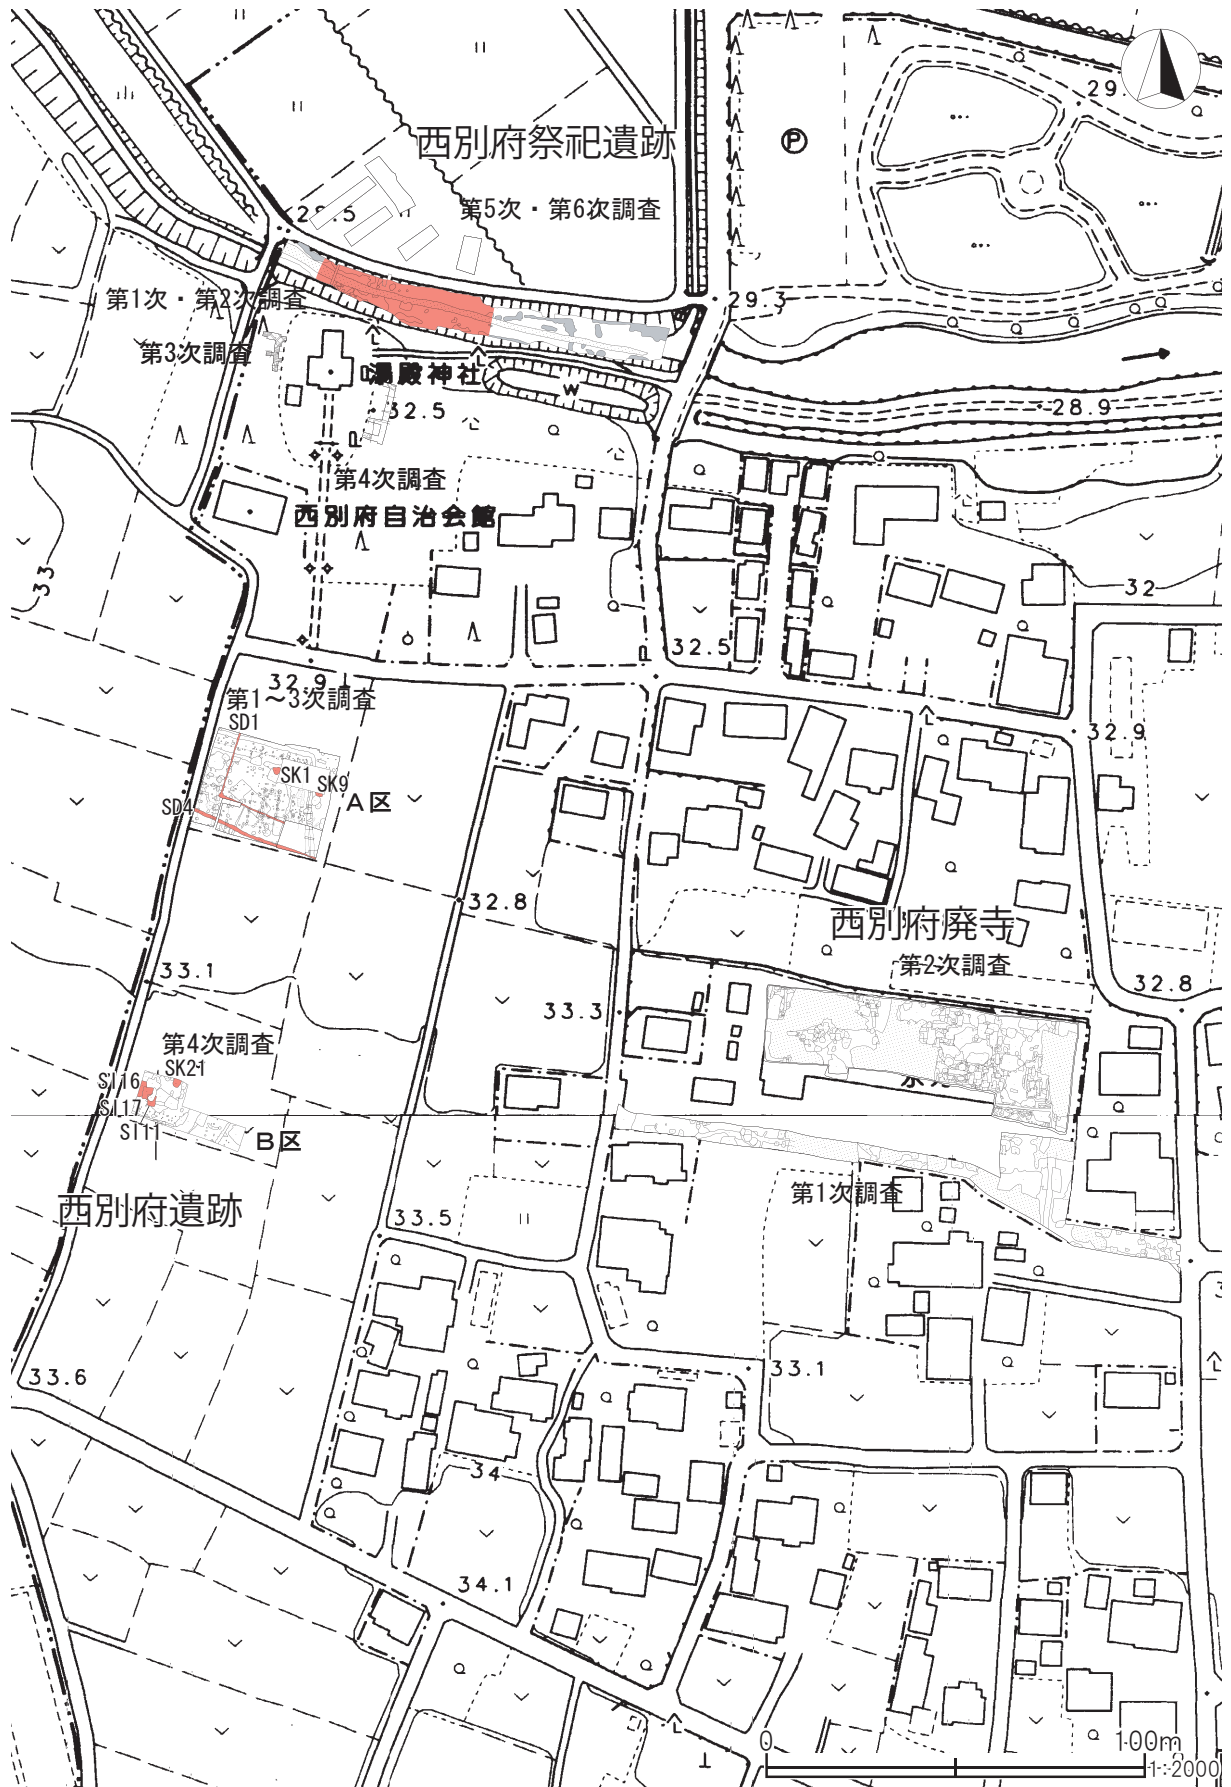 29
西別府祭祀遺跡
P
29.5
第5次・第6次調査
第1次・第2次調査
29.3
第3次調査
湯殿神社
W
32.5
28.9
第4次調査
西別府自治会館
33
32
32.5
32.9
第1～3次調査
SD1
32.9
SK1
SK9
SD4
A区
32.8
西別府廃寺
第2次調査
33.1
32.8
33.3
第4次調査
SK21
SI16
SI17
SI11
B区
第1次調査
西別府遺跡
33.5
33.1
33.6
34
34.1
0
100m
1:2000